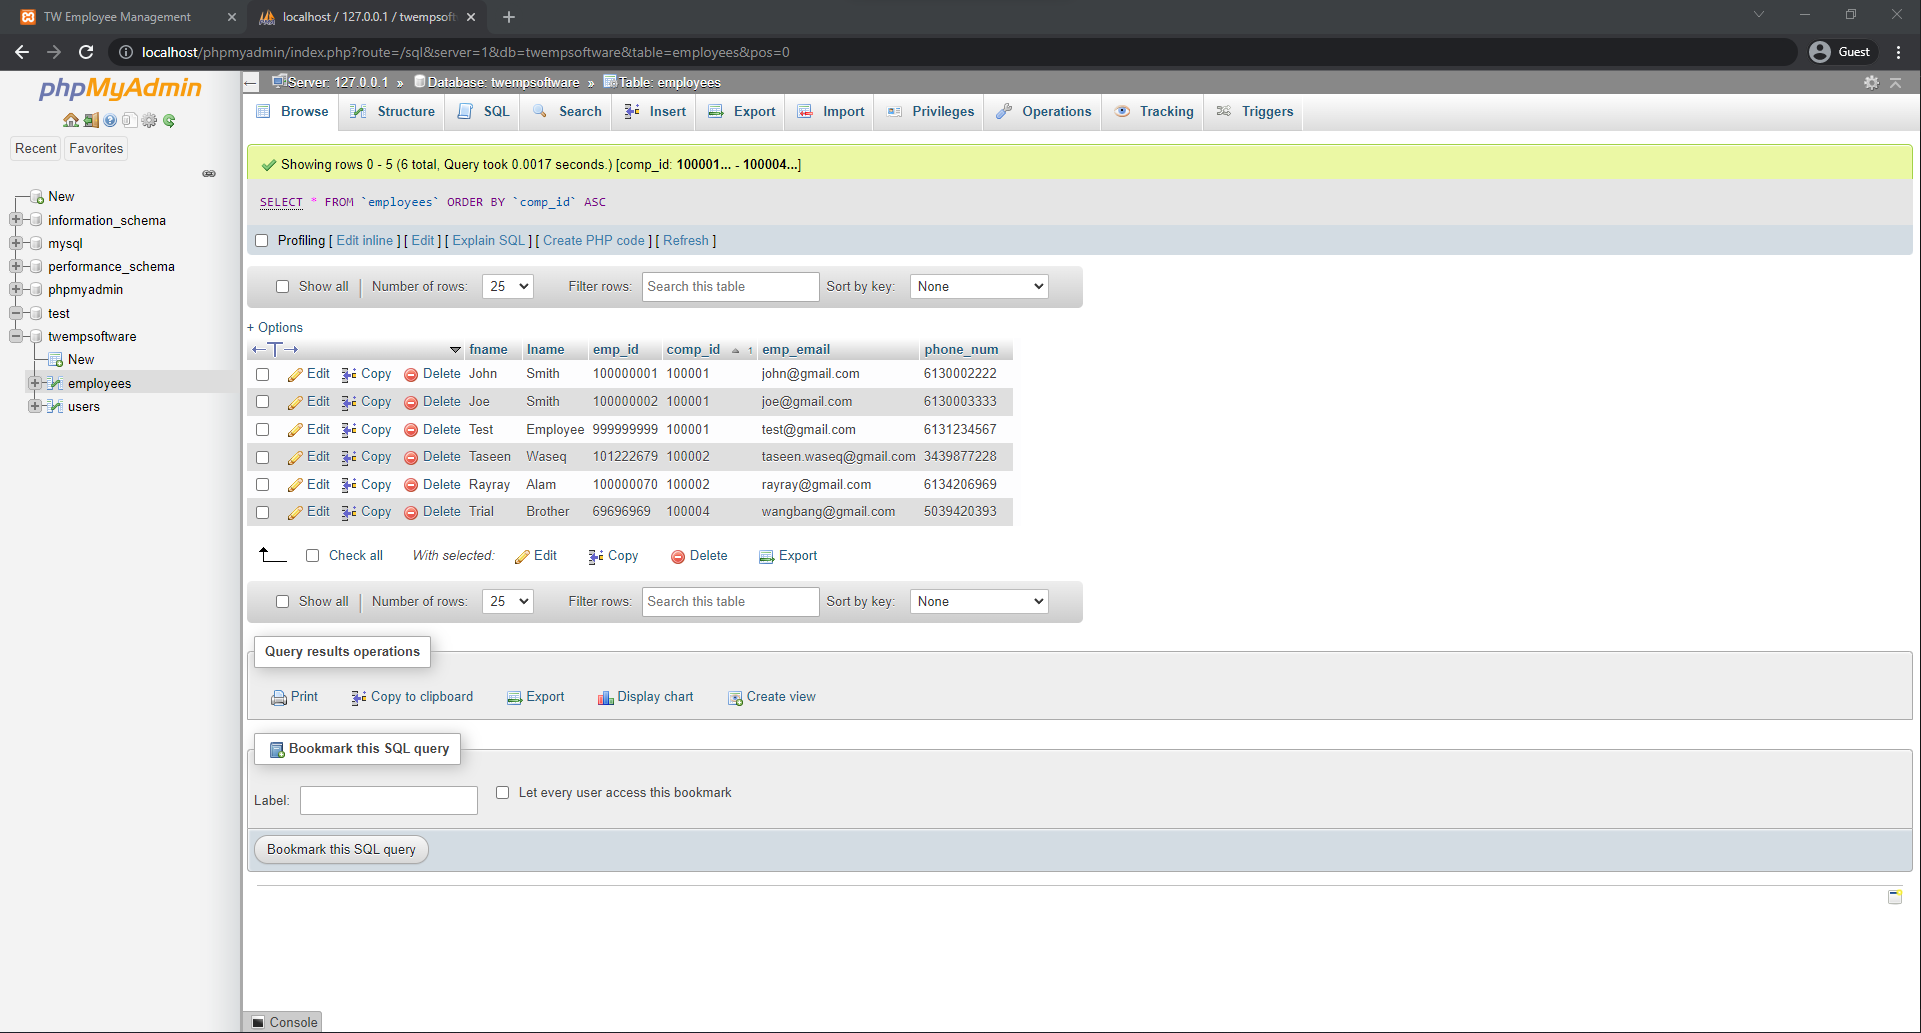 TW Employee Management
localhost / 127.0.0.1 / twempsoft
localhost/phpmyadmin/index.php?route=/sql&server=1&db=twempsoftware&table=employees&pos=0
Guest
phpMyAdmin
Recent Favorites
New
information_schema
mysql
performance_schema
phpmyadmin
test
twempsoftware
New
employees
users
Server: 127.0.0.1 » Database: twempsoftware » Table: employees
Browse Structure SQL Search Insert Export Import Privileges Operations Tracking Triggers
Showing rows 0 - 5 (6 total, Query took 0.0017 seconds.) [comp_id: 100001... - 100004...]
SELECT * FROM `employees` ORDER BY `comp_id` ASC
Profiling [ Edit inline ] [ Edit ] [ Explain SQL ] [ Create PHP code ] [ Refresh ]
Show all Number of rows: 25 Filter rows: Search this table Sort by key: None
+ Options
←T→ fname lname emp_id comp_id 1 emp_email phone_num
Edit Copy Delete John Smith 100000001 100001 john@gmail.com 6130002222
Edit Copy Delete Joe Smith 100000002 100001 joe@gmail.com 6130003333
Edit Copy Delete Test Employee 999999999 100001 test@gmail.com 6131234567
Edit Copy Delete Taseen Waseq 101222679 100002 taseen.waseq@gmail.com 3439877228
Edit Copy Delete Rayray Alam 100000070 100002 rayray@gmail.com 6134206969
Edit Copy Delete Trial Brother 69696969 100004 wangbang@gmail.com 5039420393
Check all With selected: Edit Copy Delete Export
Show all Number of rows: 25 Filter rows: Search this table Sort by key: None
Query results operations
Print Copy to clipboard Export Display chart Create view
Bookmark this SQL query
Label: Let every user access this bookmark
Bookmark this SQL query
Console